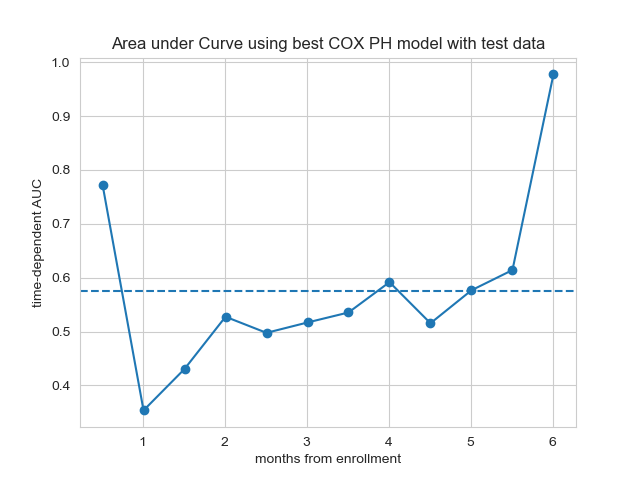 Area under Curve using best COX PH model with test data
1.0
0.9
0.8
0.7
0.6
0.5
0.4
time-dependent AUC
1 2 3 4 5 6
months from enrollment